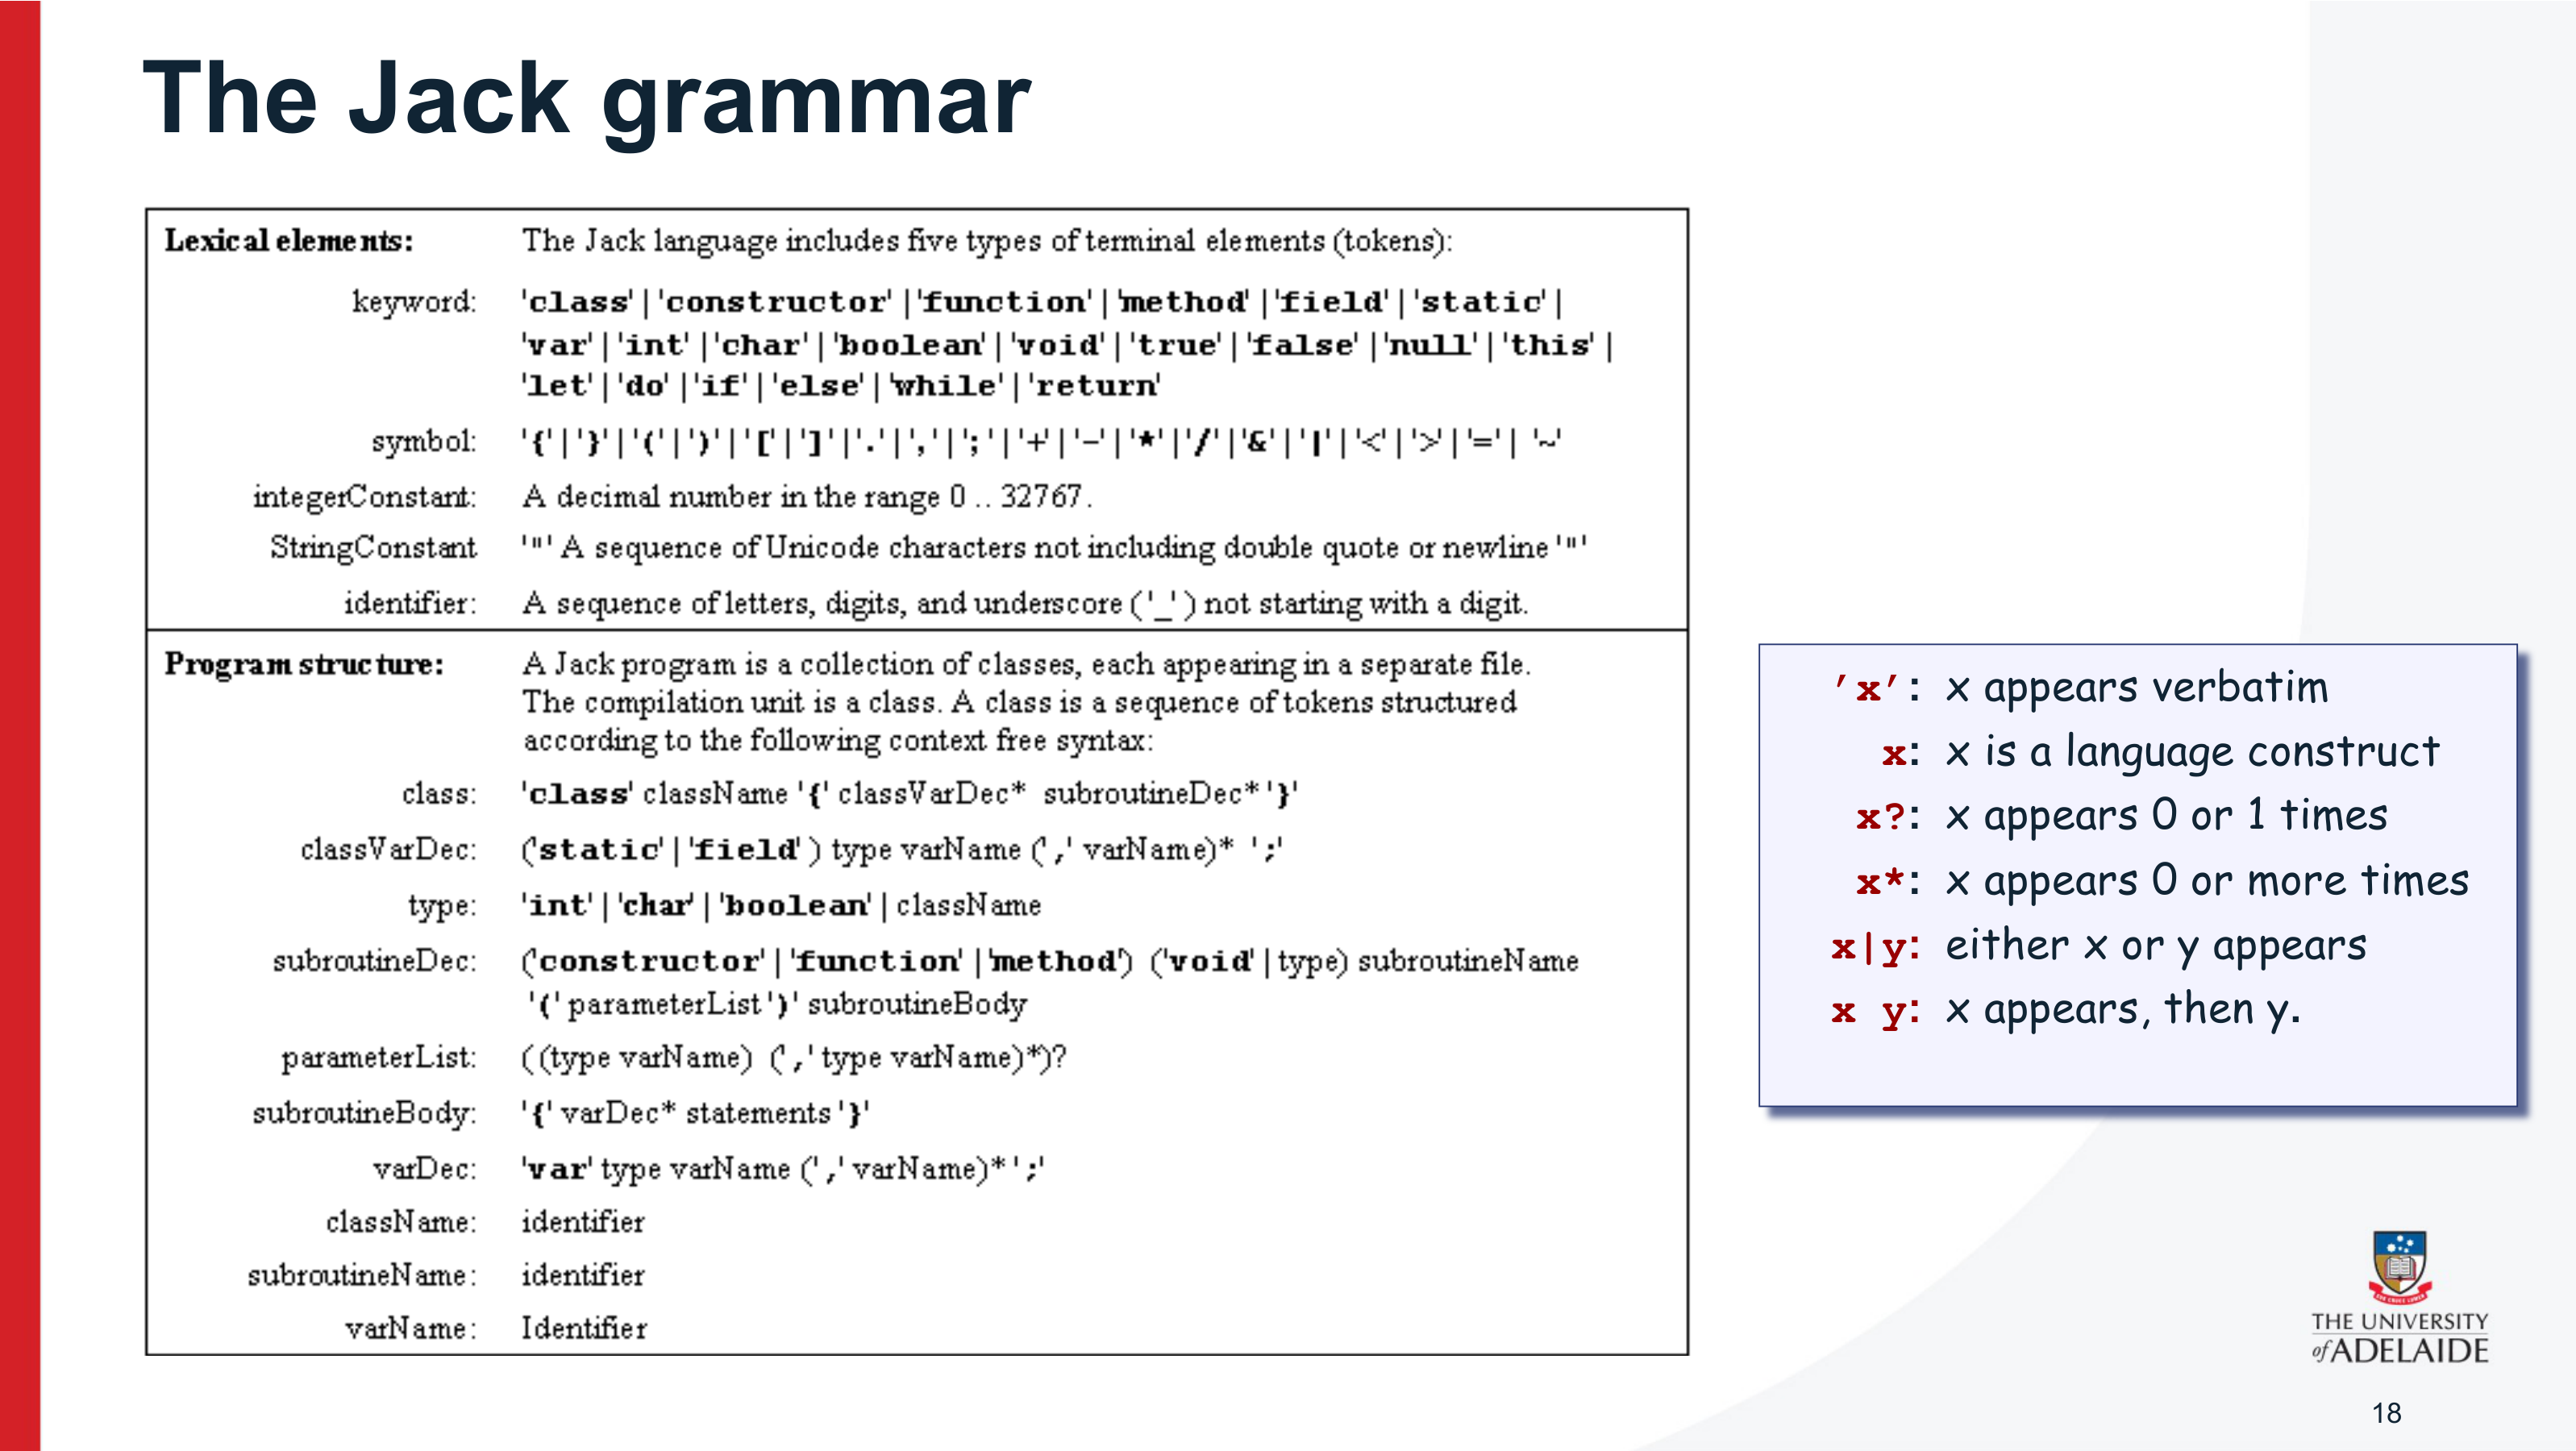 The Jack grammar
Lexical elements: The Jack language includes five types of terminal elements (tokens):
keyword: 'class' | 'constructor' | 'function' | 'method' | 'field' | 'static' |
'var' | 'int' | 'char' | 'boolean' | 'void' | 'true' | 'false' | 'null' | 'this' |
'let' | 'do' | 'if' | 'else' | 'while' | 'return'
symbol: '{' | '}' | '(' | ')' | '[' | ']' | '.' | ',' | ';' | '+' | '-' | '*' | '/' | '&' | '|' | '<' | '>' | '=' | '~'
integerConstant: A decimal number in the range 0 .. 32767.
StringConstant '"' A sequence of Unicode characters not including double quote or newline '"'
identifier: A sequence of letters, digits, and underscore ( '_' ) not starting with a digit.
Program structure: A Jack program is a collection of classes, each appearing in a separate file.
The compilation unit is a class. A class is a sequence of tokens structured
according to the following context free syntax:
class: 'class' className '{' classVarDec* subroutineDec* '}'
classVarDec: ('static' | 'field' ) type varName (',' varName)* ';'
type: 'int' | 'char' | 'boolean' | className
subroutineDec: ('constructor' | 'function' | 'method') ('void' | type) subroutineName
'(' parameterList ')' subroutineBody
parameterList: ((type varName) (',' type varName)*)?
subroutineBody: '{' varDec* statements '}'
varDec: 'var' type varName (',' varName)* ';'
className: identifier
subroutineName: identifier
varName: Identifier
'x': x appears verbatim
x: x is a language construct
x?: x appears 0 or 1 times
x*: x appears 0 or more times
x|y: either x or y appears
x y: x appears, then y.
THE UNIVERSITY
of ADELAIDE
18